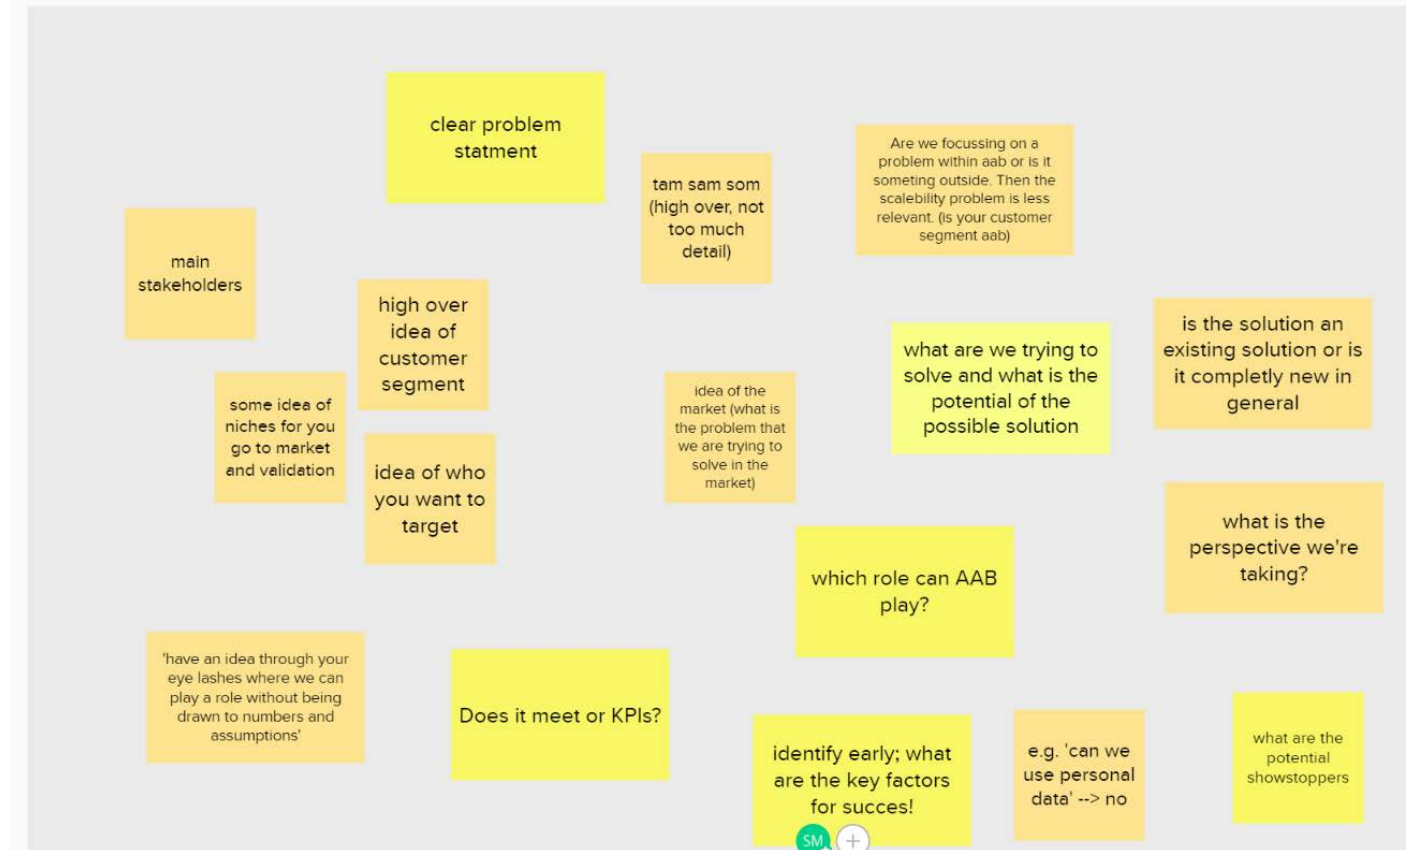 clear problem
statment
tam sam som
(high over, not
too much
detail)
Are we focussing on a
problem within aab or is it
someting outside. Then the
scalebility problem is less
relevant. (is your customer
segment aab)
main
stakeholders
high over
idea of
customer
segment
some idea of
niches for you
go to market
and validation
idea of who
you want to
target
idea of the
market (what is
the problem that
we are trying to
solve in the
market)
what are we trying to
solve and what is the
potential of the
possible solution
is the solution an
existing solution or is
it completly new in
general
what is the
perspective we're
taking?
which role can AAB
play?
'have an idea through your
eye lashes where we can
play a role without being
drawn to numbers and
assumptions'
Does it meet or KPIs?
identify early; what
are the key factors
for succes!
e.g. 'can we
use personal
data' --> no
what are the
potential
showstoppers
SM